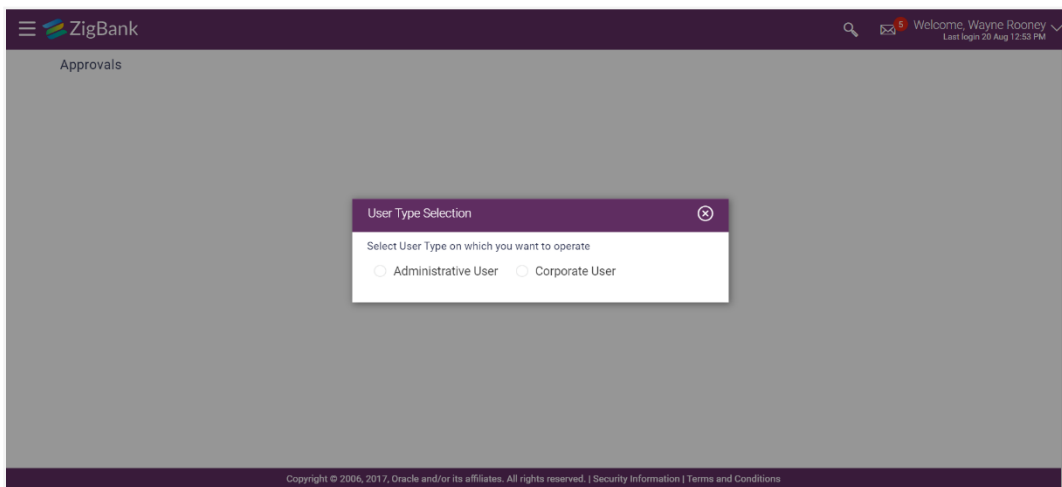 ZigBank
5
Welcome, Wayne Rooney
Last login 20 Aug 12:53 PM
Approvals
User Type Selection
Select User Type on which you want to operate
Administrative User Corporate User
Copyright © 2006, 2017, Oracle and/or its affiliates. All rights reserved. | Security Information | Terms and Conditions